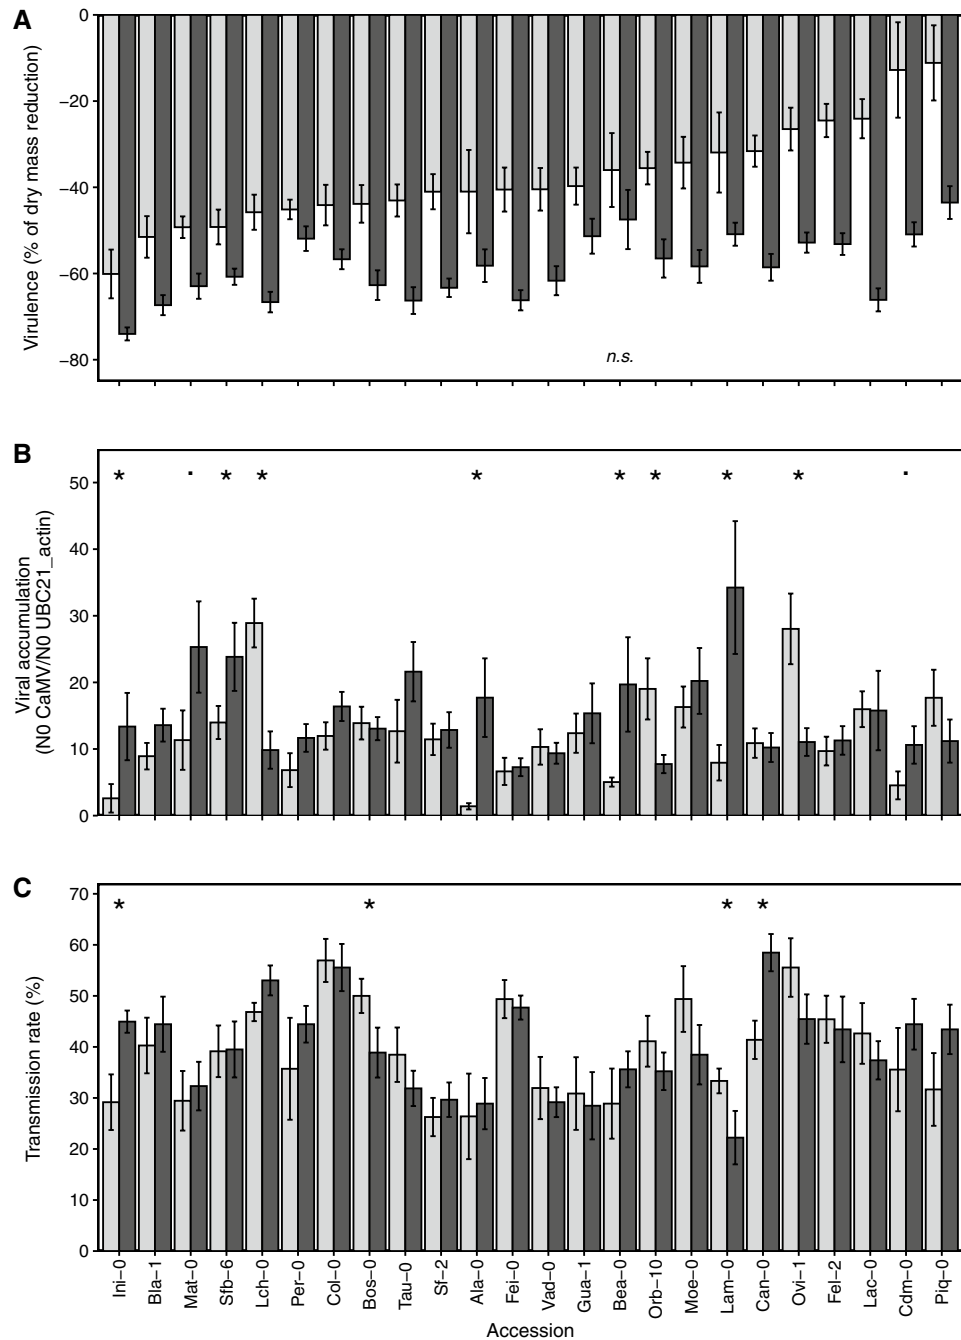 A
Virulence (% of dry mass reduction)
0
−20
−40
−60
−80
n.s.
B
Viral accumulation
(N0 CaMV/N0 UBC21_actin)
50
40
30
20
10
0
* . * * * * * * * .
C
Transmission rate (%)
70
60
50
40
30
20
10
0
* * * *
Ini−0
Bla−1
Mat−0
Sfb−6
Lch−0
Per−0
Col−0
Bos−0
Tau−0
Sf−2
Ala−0
Fei−0
Vad−0
Gua−1
Bea−0
Orb−10
Moe−0
Lam−0
Can−0
Ovi−1
Fel−2
Lac−0
Cdm−0
Piq−0
Accession